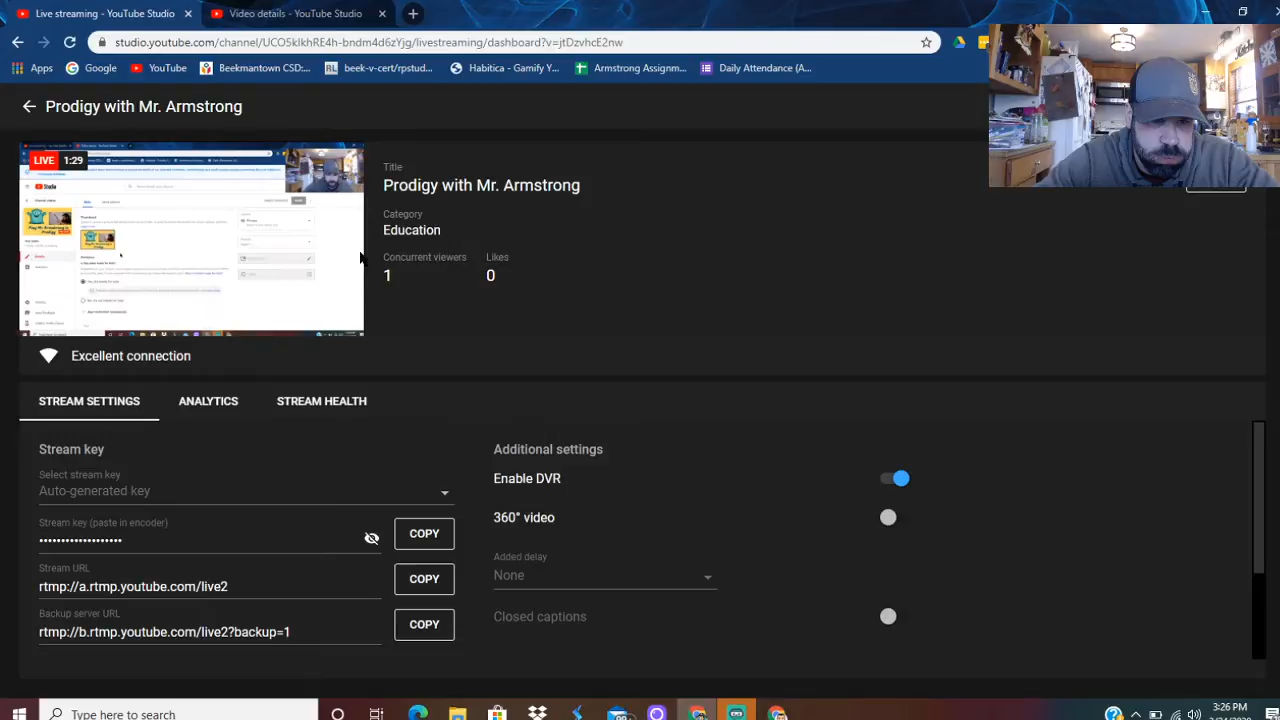 Live streaming - YouTube Studio
Video details - YouTube Studio
studio.youtube.com/channel/UCO5klkhRE4h-bndm4d6zYjg/livestreaming/dashboard?v=jtDzvhcE2nw
Apps Google YouTube Beekmantown CSD:... beek-v-cert/rpstud... Habitica - Gamify Y... Armstrong Assignm... Daily Attendance (A...
Prodigy with Mr. Armstrong
LIVE 1:29
Title
Prodigy with Mr. Armstrong
Category
Education
Concurrent viewers Likes
1 0
Excellent connection
STREAM SETTINGS ANALYTICS STREAM HEALTH
Stream key
Select stream key
Auto-generated key
Stream key (paste in encoder)
COPY
Stream URL
rtmp://a.rtmp.youtube.com/live2
COPY
Backup server URL
rtmp://b.rtmp.youtube.com/live2?backup=1
COPY
Additional settings
Enable DVR
360° video
Added delay
None
Closed captions
Type here to search
3:26 PM